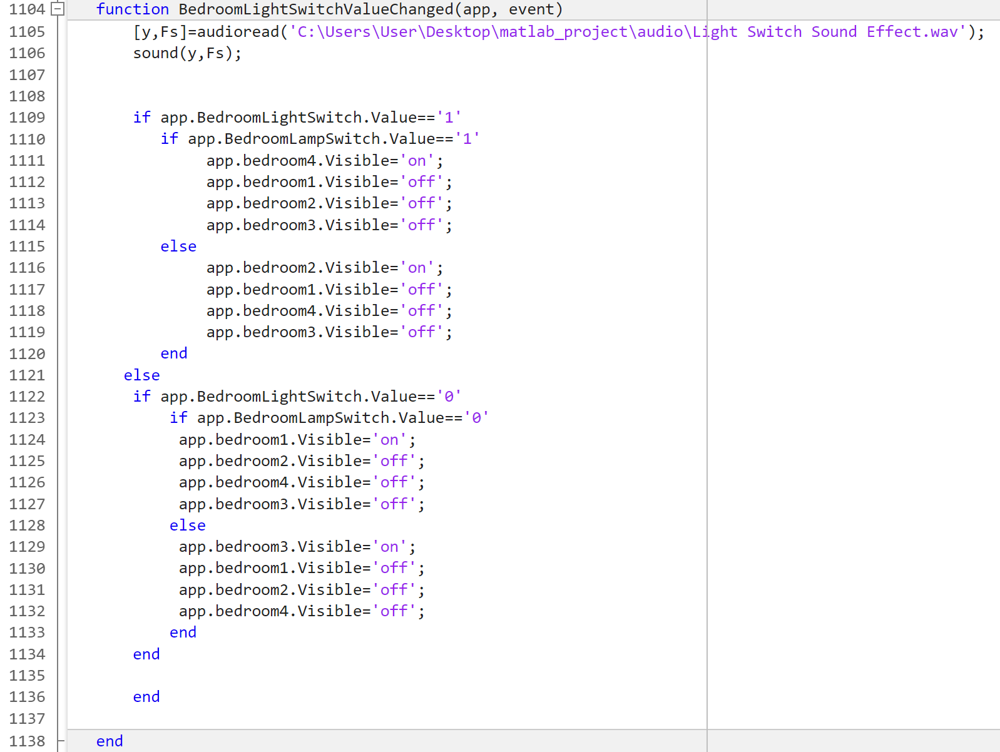 1104 function BedroomLightSwitchValueChanged(app, event)
1105 [y,Fs]=audioread('C:\Users\User\Desktop\matlab_project\audio\Light Switch Sound Effect.wav');
1106 sound(y,Fs);
1107
1108
1109 if app.BedroomLightSwitch.Value=='1'
1110 if app.BedroomLampSwitch.Value=='1'
1111 app.bedroom4.Visible='on';
1112 app.bedroom1.Visible='off';
1113 app.bedroom2.Visible='off';
1114 app.bedroom3.Visible='off';
1115 else
1116 app.bedroom2.Visible='on';
1117 app.bedroom1.Visible='off';
1118 app.bedroom4.Visible='off';
1119 app.bedroom3.Visible='off';
1120 end
1121 else
1122 if app.BedroomLightSwitch.Value=='0'
1123 if app.BedroomLampSwitch.Value=='0'
1124 app.bedroom1.Visible='on';
1125 app.bedroom2.Visible='off';
1126 app.bedroom4.Visible='off';
1127 app.bedroom3.Visible='off';
1128 else
1129 app.bedroom3.Visible='on';
1130 app.bedroom1.Visible='off';
1131 app.bedroom2.Visible='off';
1132 app.bedroom4.Visible='off';
1133 end
1134 end
1135
1136 end
1137
1138 end